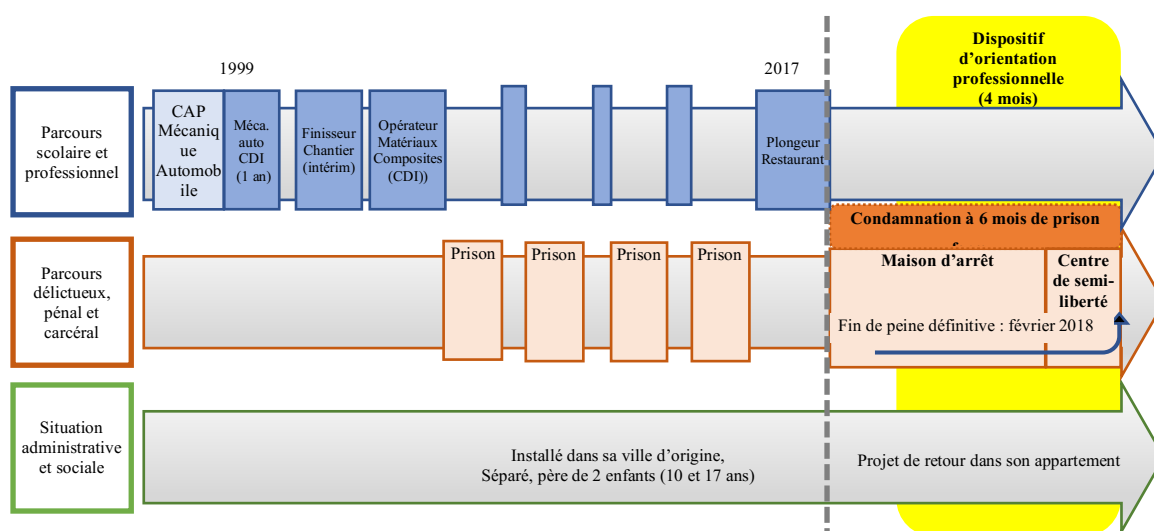 1999
2017
Dispositif
d'orientation
professionnelle
(4 mois)
Parcours
scolaire et
professionnel
CAP
Mécaniq
ue
Automob
ile
Méca.
auto
CDI
(1 an)
Finisseur
Chantier
(intérim)
Opérateur
Matériaux
Composites
(CDI))
Plongeur
Restaurant
Parcours
délictueux,
pénal et
carcéral
Prison
Prison
Prison
Prison
Condamnation à 6 mois de prison
Maison d'arrêt
Centre
de semi-
liberté
Fin de peine définitive : février 2018
Situation
administrative
et sociale
Installé dans sa ville d'origine,
Séparé, père de 2 enfants (10 et 17 ans)
Projet de retour dans son appartement